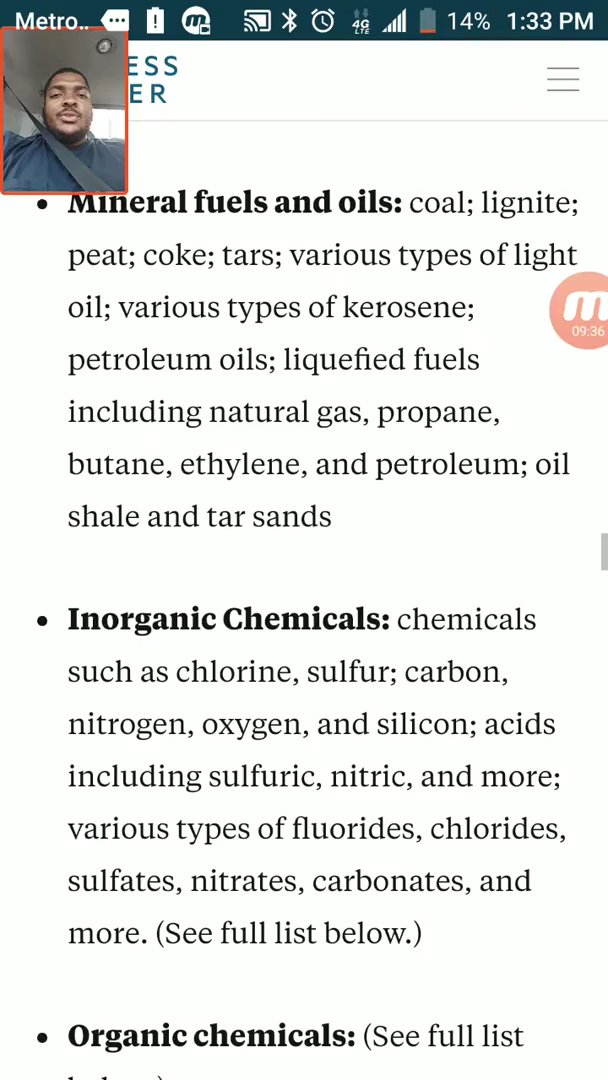 Metro.. 4G LTE 14% 1:33 PM
ESS
ER
• Mineral fuels and oils: coal; lignite;
peat; coke; tars; various types of light
oil; various types of kerosene;
m
09:36
petroleum oils; liquefied fuels
including natural gas, propane,
butane, ethylene, and petroleum; oil
shale and tar sands
• Inorganic Chemicals: chemicals
such as chlorine, sulfur; carbon,
nitrogen, oxygen, and silicon; acids
including sulfuric, nitric, and more;
various types of fluorides, chlorides,
sulfates, nitrates, carbonates, and
more. (See full list below.)
• Organic chemicals: (See full list